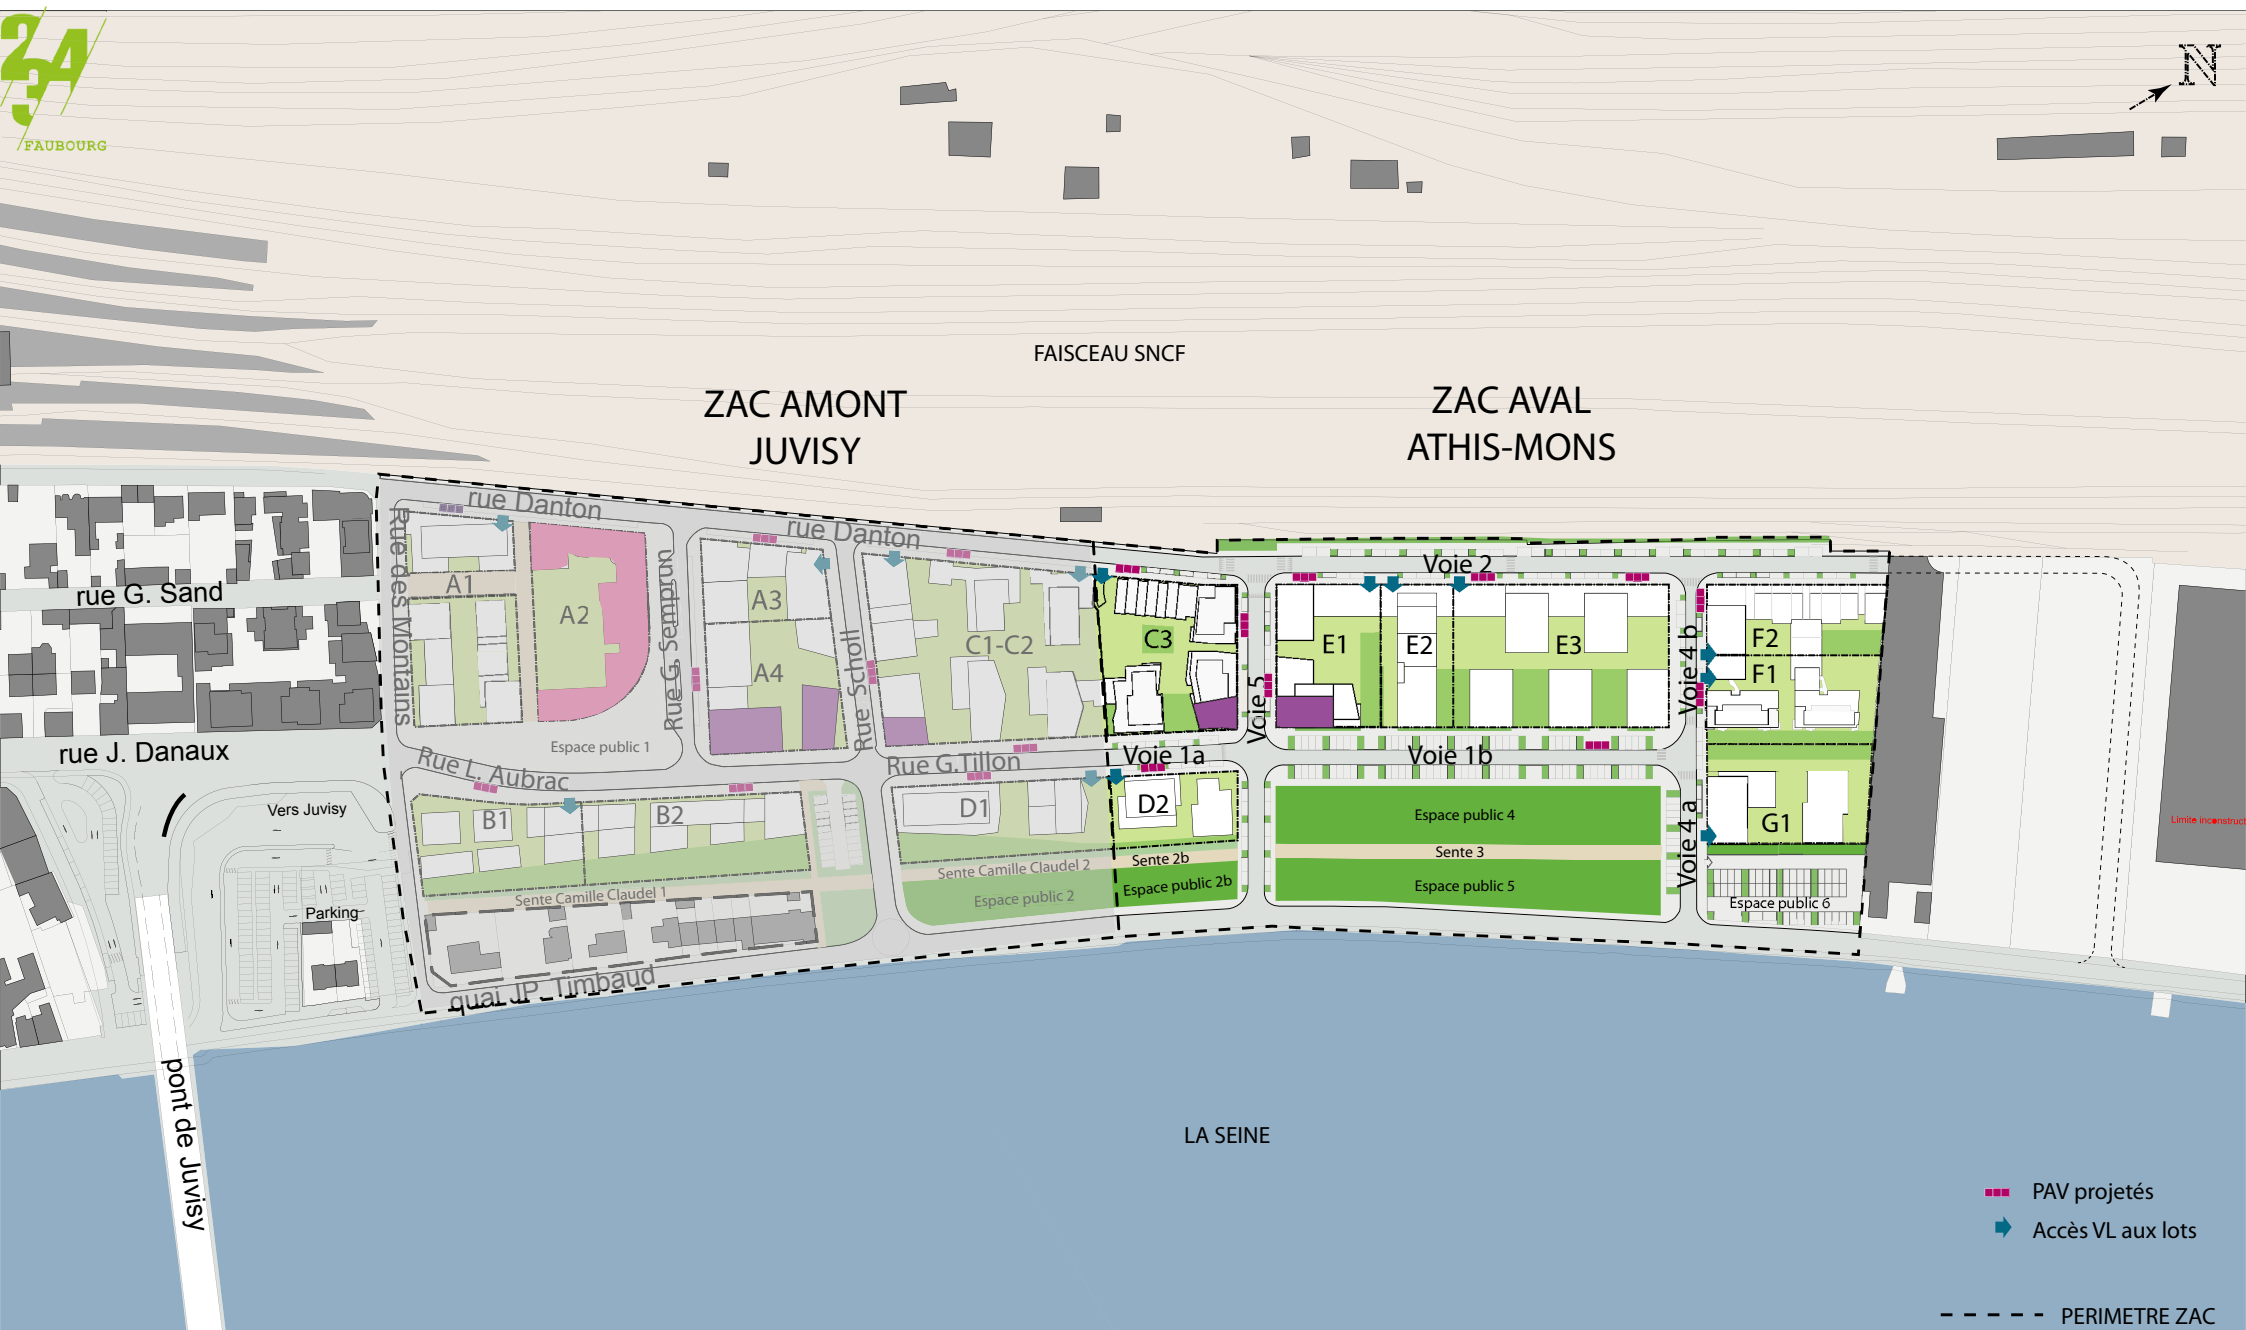 234
FAUBOURG
N
FAISCEAU SNCF
ZAC AMONT
JUVISY
ZAC AVAL
ATHIS-MONS
rue Danton
rue Danton
Voie 2
Rue des Montans
A1
A2
Rue G. Semprun
A3
A4
Rue Scholl
C1-C2
C3
Voie 5
E1
E2
E3
Voie 4 b
F2
F1
rue G. Sand
rue J. Danaux
Espace public 1
Rue L. Aubrac
Rue G.Tillon
Voie 1a
Voie 1b
Vers Juvisy
B1
B2
D1
D2
Espace public 4
Voie 4 a
G1
Limite inconstruct
Sente Camille Claudel 1
Sente Camille Claudel 2
Sente 2b
Sente 3
Espace public 2
Espace public 2b
Espace public 5
Espace public 6
Parking
quai JP. Timbaud
pont de Juvisy
LA SEINE
PAV projetés
Accès VL aux lots
PERIMETRE ZAC